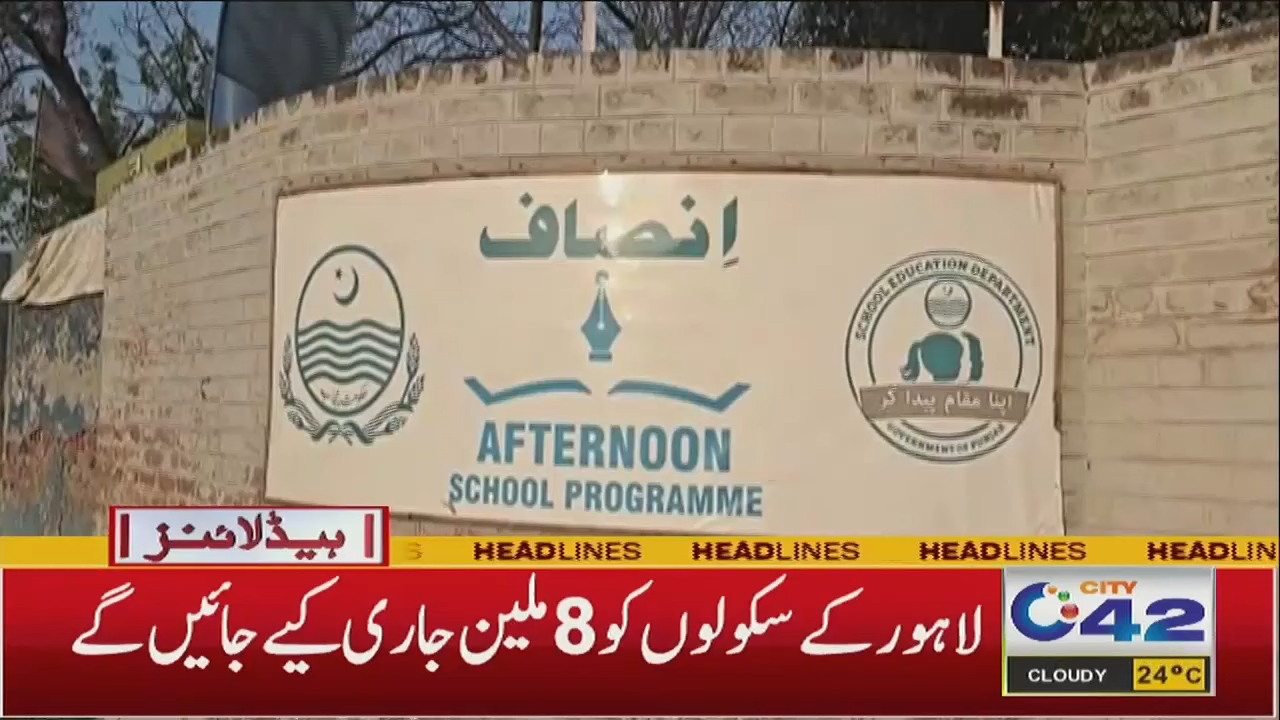 اِنصاف
AFTERNOON
SCHOOL PROGRAMME
SCHOOL EDUCATION DEPARTMENT
اپنا مقام پیدا کر
GOVERNMENT OF PUNJAB
ہیڈلائنز
HEADLINES HEADLINES HEADLINES HEADLIN
لاہور کے سکولوں کو 8 ملین جاری کیے جائیں گے
CITY
42
CLOUDY 24°C